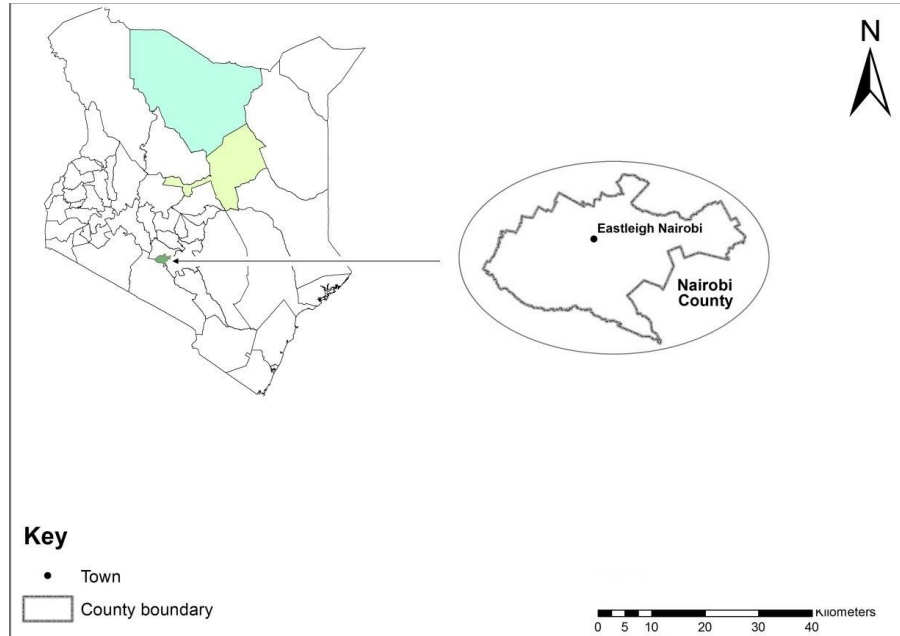 N
Eastleigh Nairobi
Nairobi
County
Key
Town
County boundary
Kilometers
0 5 10 20 30 40